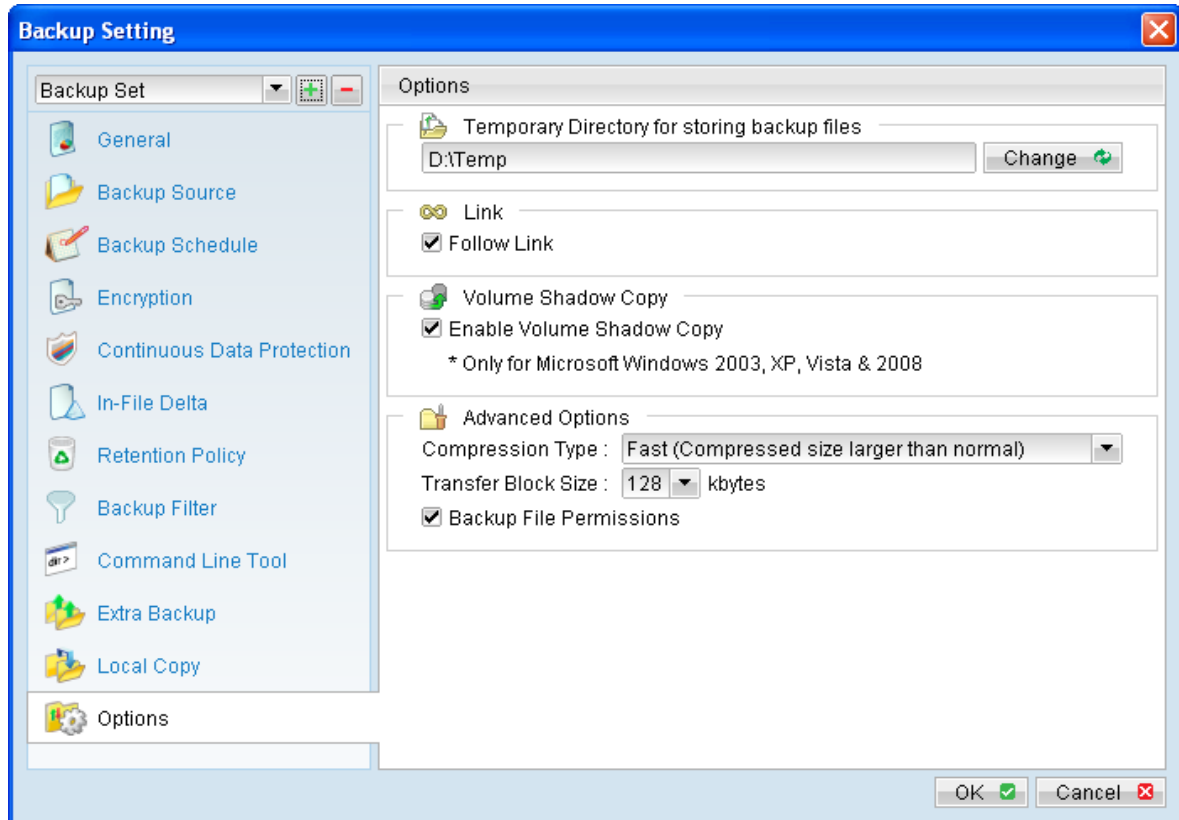 Backup Setting
Backup Set
General
Backup Source
Backup Schedule
Encryption
Continuous Data Protection
In-File Delta
Retention Policy
Backup Filter
dir>
Command Line Tool
Extra Backup
Local Copy
Options
Options
Temporary Directory for storing backup files
D:\Temp
Change
Link
Follow Link
Volume Shadow Copy
Enable Volume Shadow Copy
* Only for Microsoft Windows 2003, XP, Vista & 2008
Advanced Options
Compression Type : Fast (Compressed size larger than normal)
Transfer Block Size : 128 kbytes
Backup File Permissions
OK Cancel